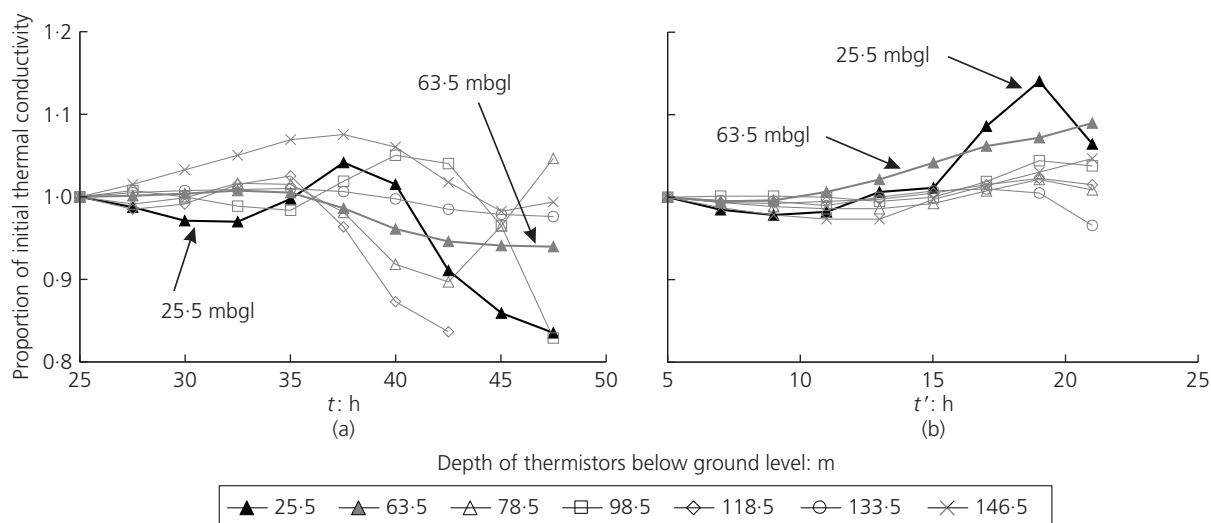 Proportion of initial thermal conductivity
1·2
1·1
1·0
0·9
0·8
63·5 mbgl
25·5 mbgl
25 30 35 40 45 50
t: h
(a)
25·5 mbgl
63·5 mbgl
5 10 15 20 25
t′: h
(b)
Depth of thermistors below ground level: m
25·5 63·5 78·5 98·5 118·5 133·5 146·5